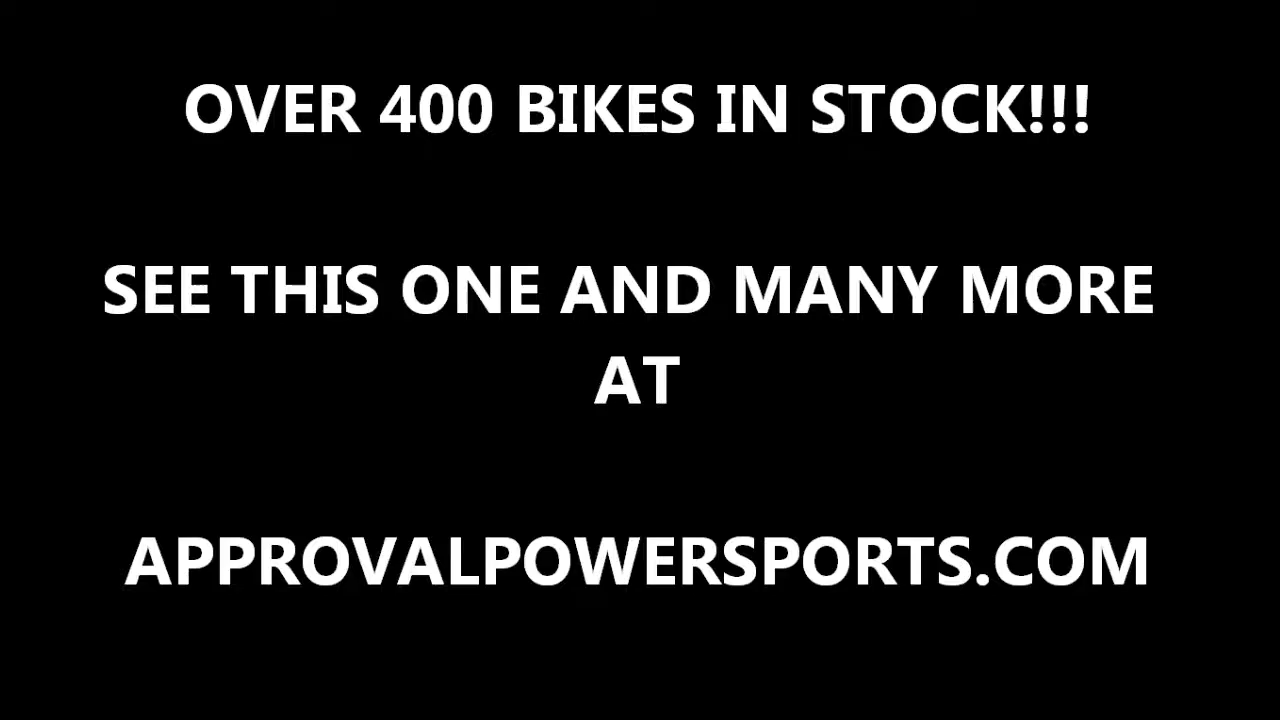 OVER 400 BIKES IN STOCK!!!
SEE THIS ONE AND MANY MORE
AT
APPROVALPOWERSPORTS.COM